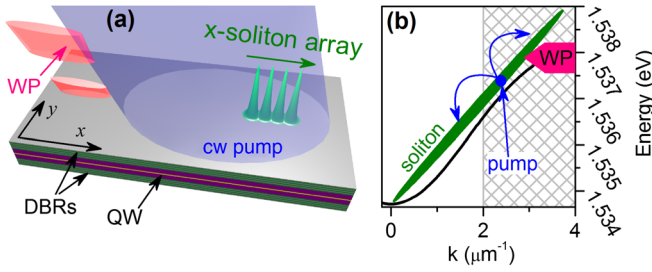 (a)
x-soliton array
WP
y
x
cw pump
DBRs
QW
(b)
WP
soliton
pump
0
2
4
k (μm⁻¹)
1.538
1.537
1.536
1.535
1.534
Energy (eV)